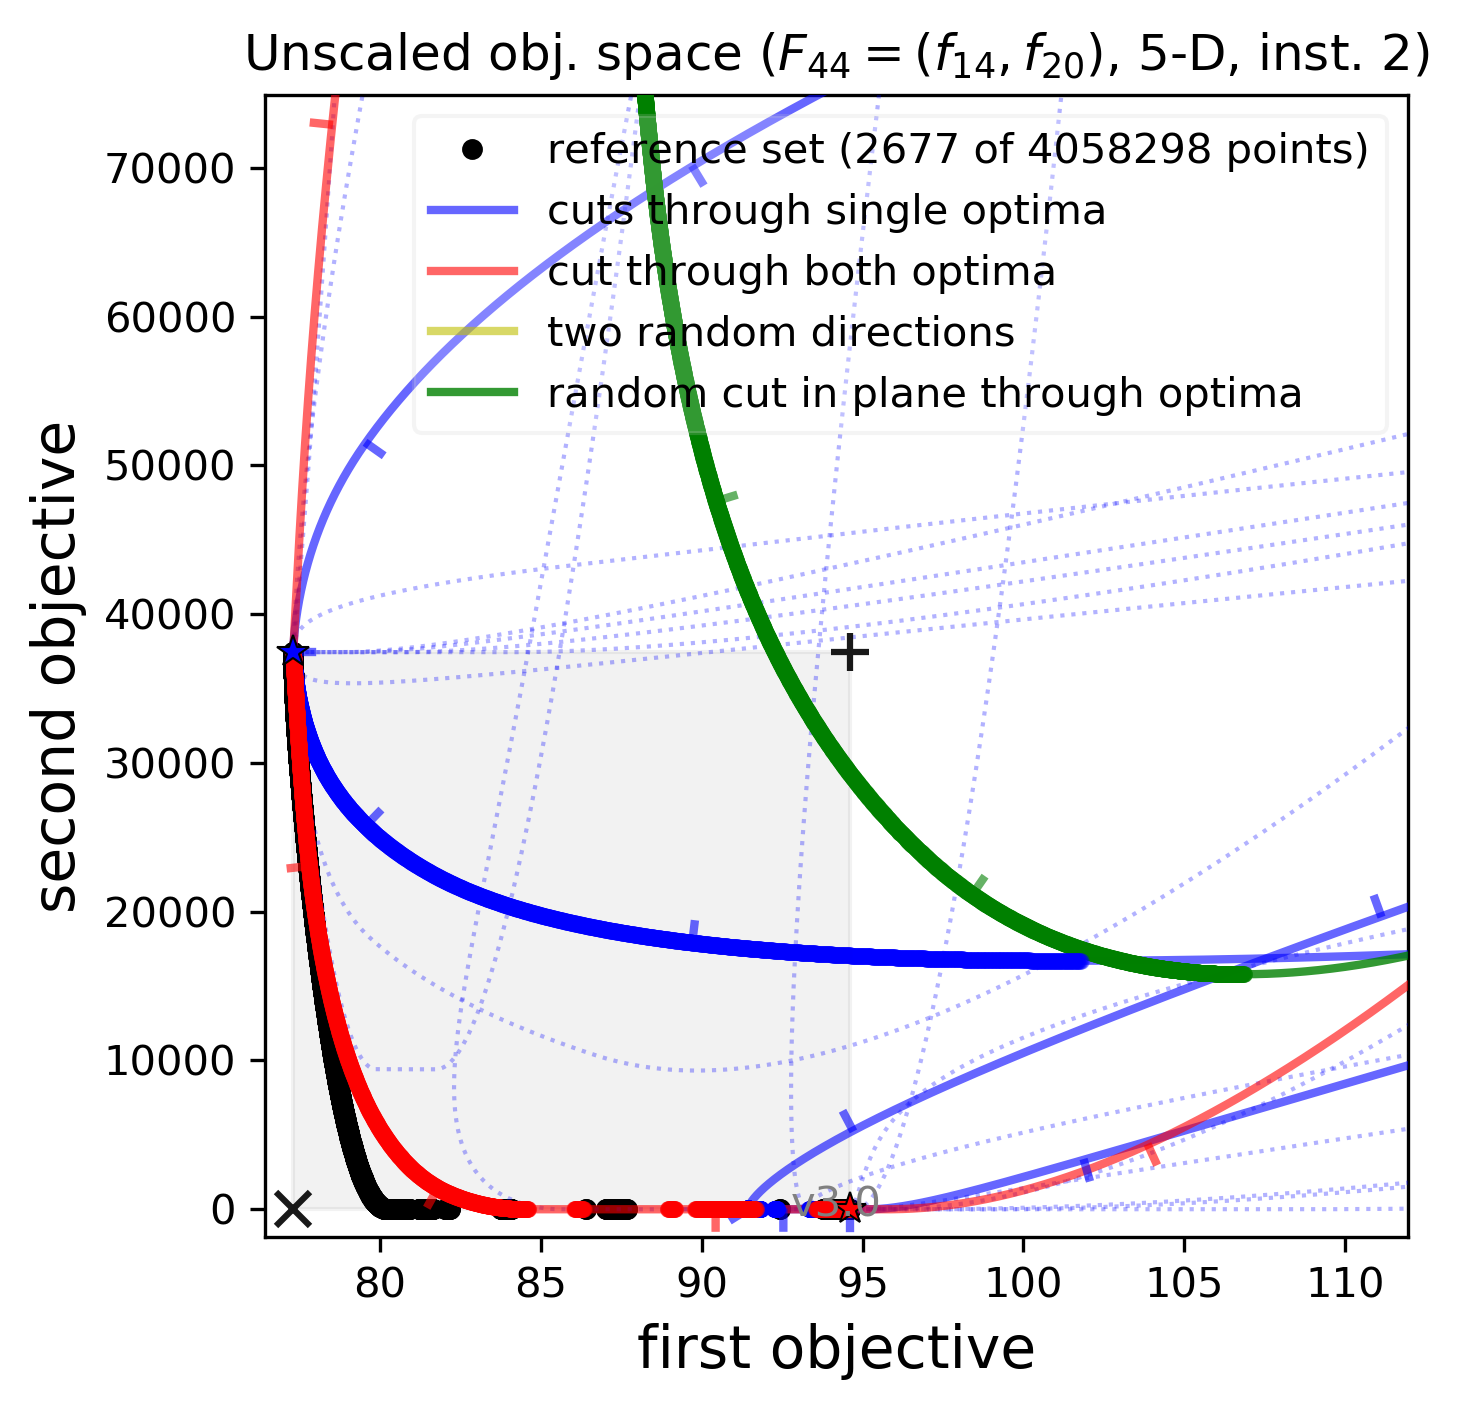 Unscaled obj. space (F44 = (f14, f20), 5-D, inst. 2)
reference set (2677 of 4058298 points)
cuts through single optima
cut through both optima
two random directions
random cut in plane through optima
70000
60000
50000
40000
30000
20000
10000
0
second objective
v3.0
80 85 90 95 100 105 110
first objective